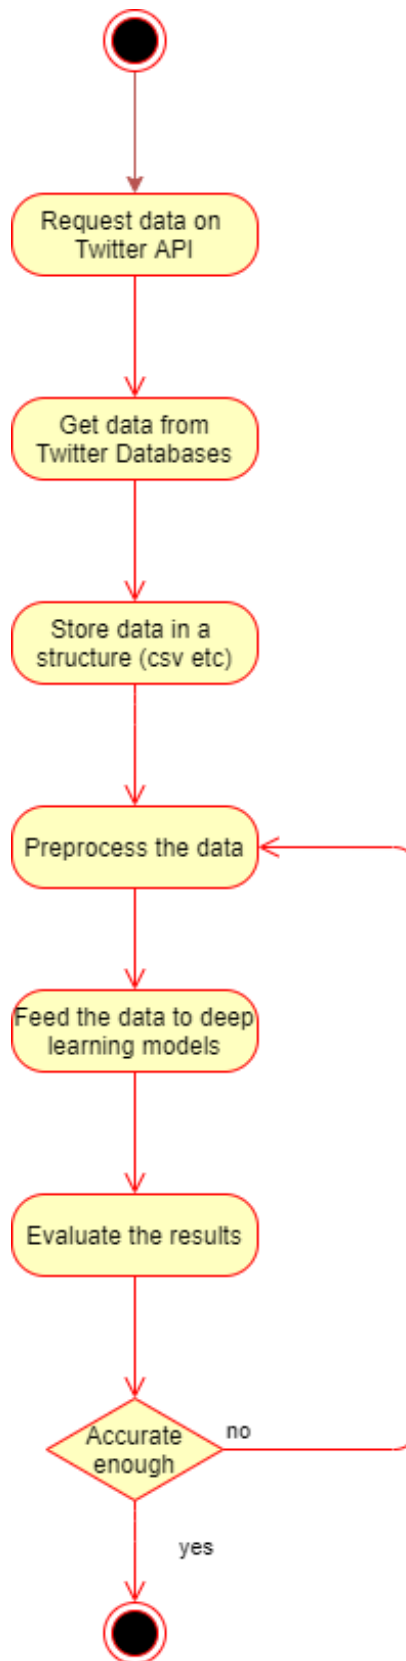 Request data on
Twitter API
Get data from
Twitter Databases
Store data in a
structure (csv etc)
Preprocess the data
Feed the data to deep
learning models
Evaluate the results
Accurate
enough
no
yes